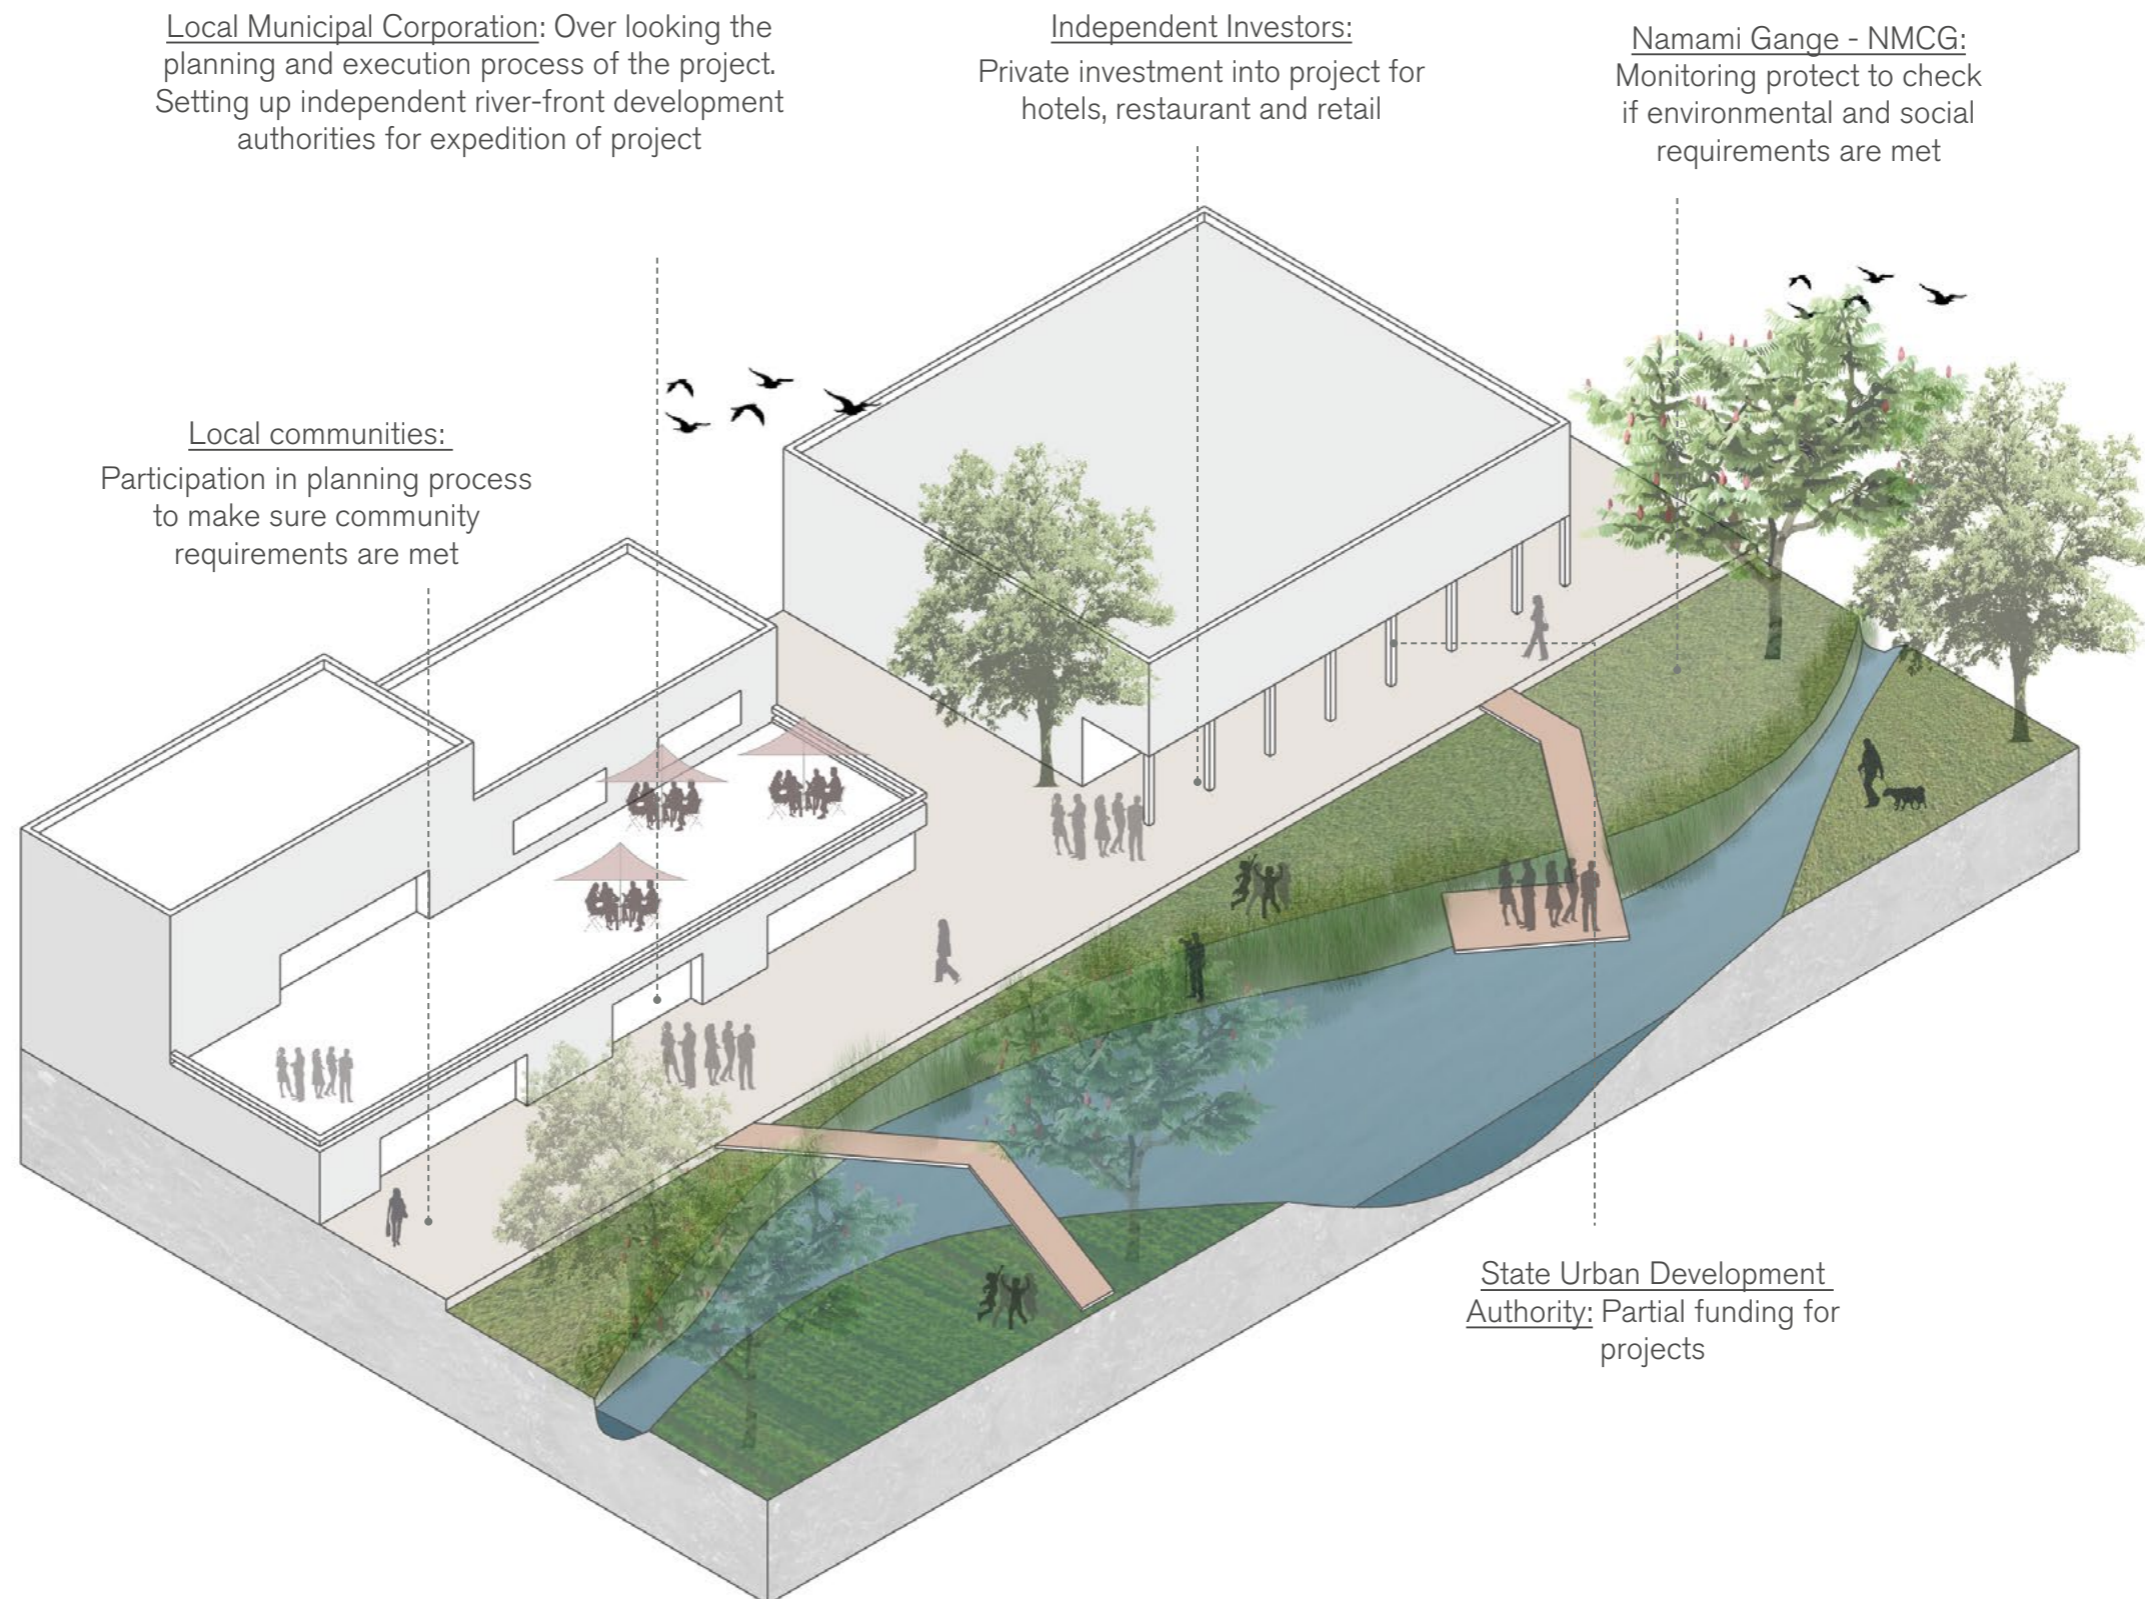 Local Municipal Corporation: Over looking the
planning and execution process of the project.
Setting up independent river-front development
authorities for expedition of project
Independent Investors:
Private investment into project for
hotels, restaurant and retail
Namami Gange - NMCG:
Monitoring protect to check
if environmental and social
requirements are met
Local communities:
Participation in planning process
to make sure community
requirements are met
State Urban Development
Authority: Partial funding for
projects